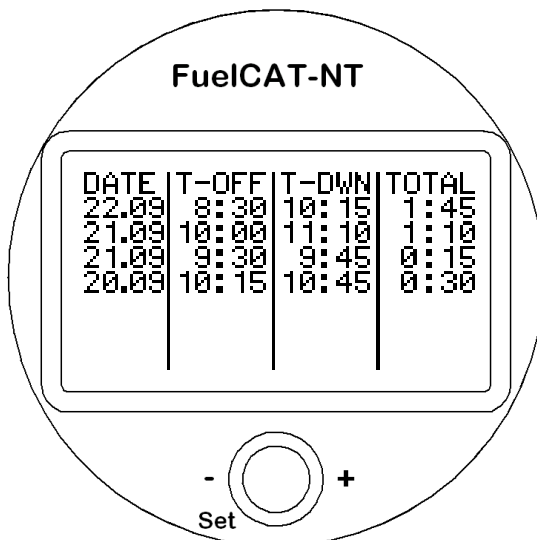 FuelCAT-NT
DATE T-OFF T-DWN TOTAL
22.09 8:30 10:15 1:45
21.09 10:00 11:10 1:10
21.09 9:30 9:45 0:15
20.09 10:15 10:45 0:30
- +
Set